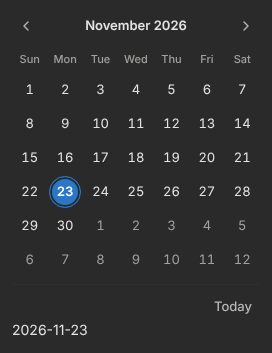 November 2026
Sun Mon Tue Wed Thu Fri Sat
1 2 3 4 5 6 7
8 9 10 11 12 13 14
15 16 17 18 19 20 21
22 23 24 25 26 27 28
29 30 1 2 3 4 5
6 7 8 9 10 11 12
Today
2026-11-23